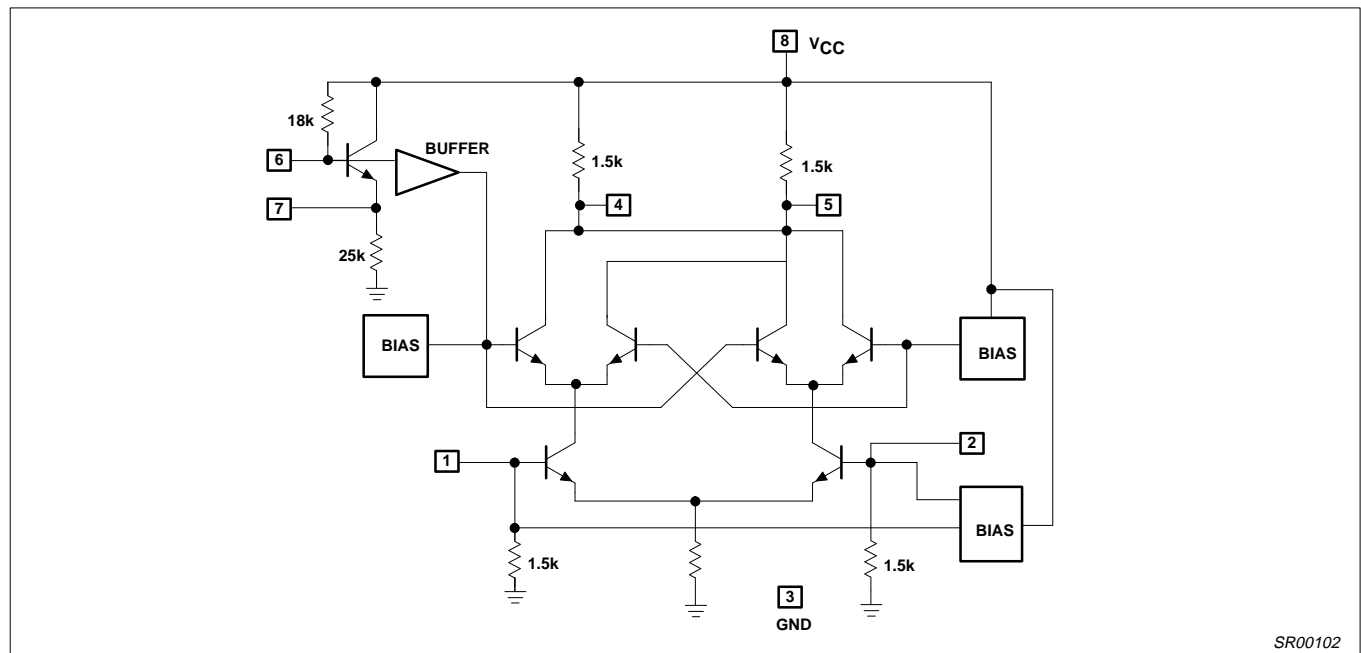 8 VCC
18k
BUFFER
6
1.5k
1.5k
7
4
5
25k
BIAS
BIAS
2
1
BIAS
1.5k
1.5k
3
GND
SR00102